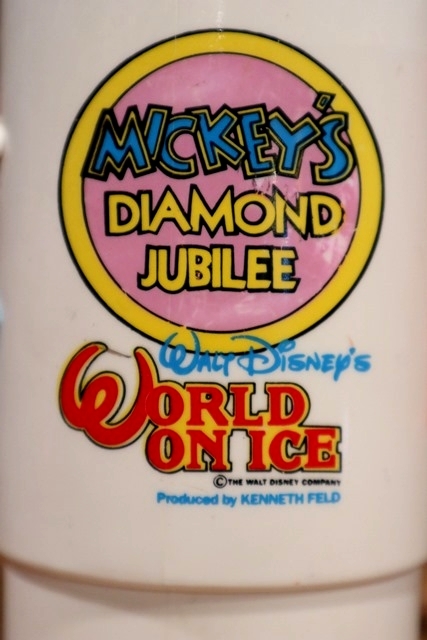 MICKEY'S
DIAMOND
JUBILEE
WALT DISNEY'S
WORLD
ON ICE
© THE WALT DISNEY COMPANY
Produced by KENNETH FELD